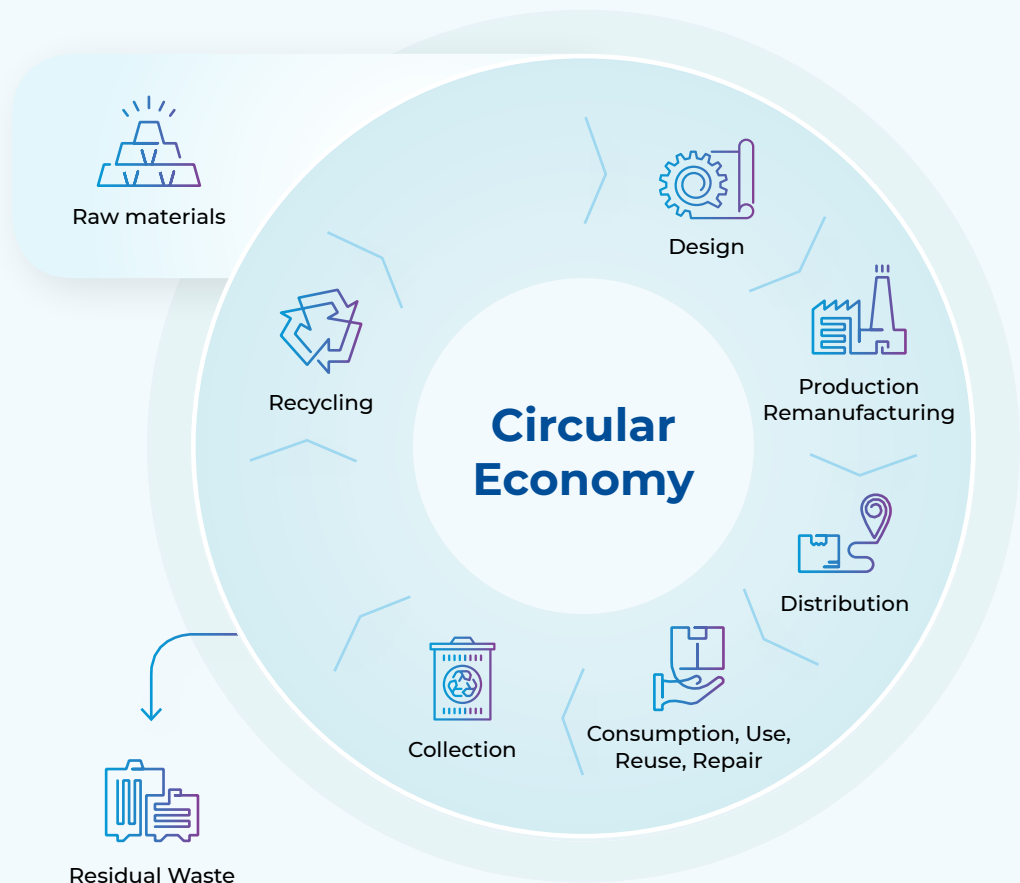 Raw materials
Design
Production
Remanufacturing
Recycling
Circular
Economy
Distribution
Consumption, Use,
Reuse, Repair
Collection
Residual Waste